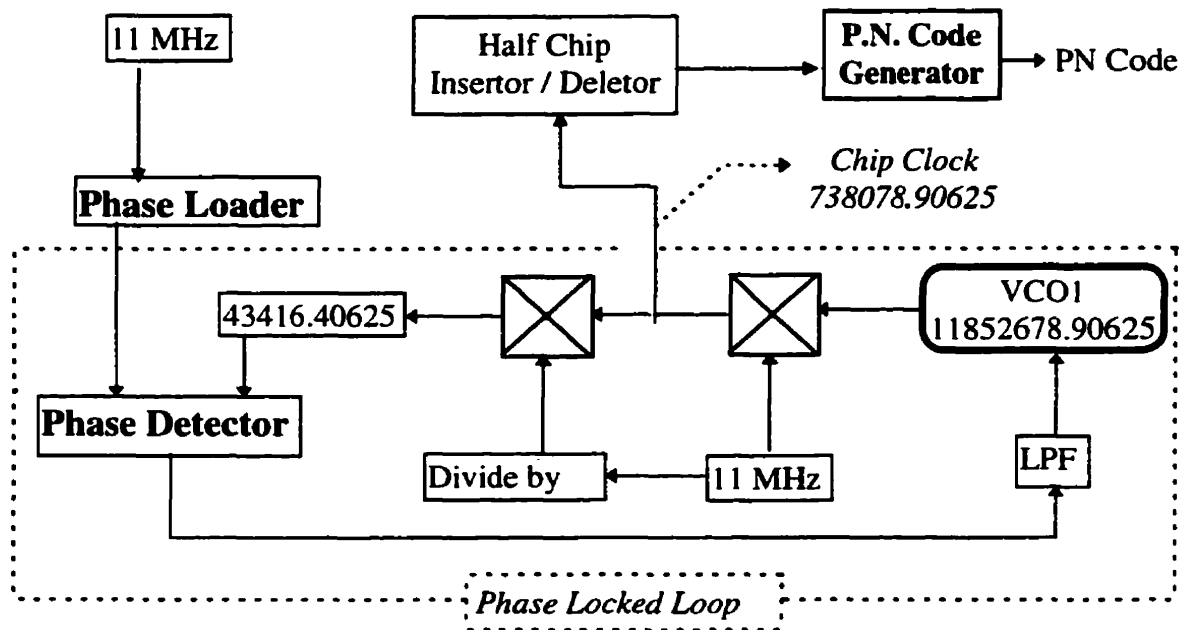 11 MHz
Half Chip
Insertor / Deletor
P.N. Code
Generator
PN Code
Chip Clock
738078.90625
Phase Loader
43416.40625
VCO1
11852678.90625
Phase Detector
Divide by
11 MHz
LPF
Phase Locked Loop